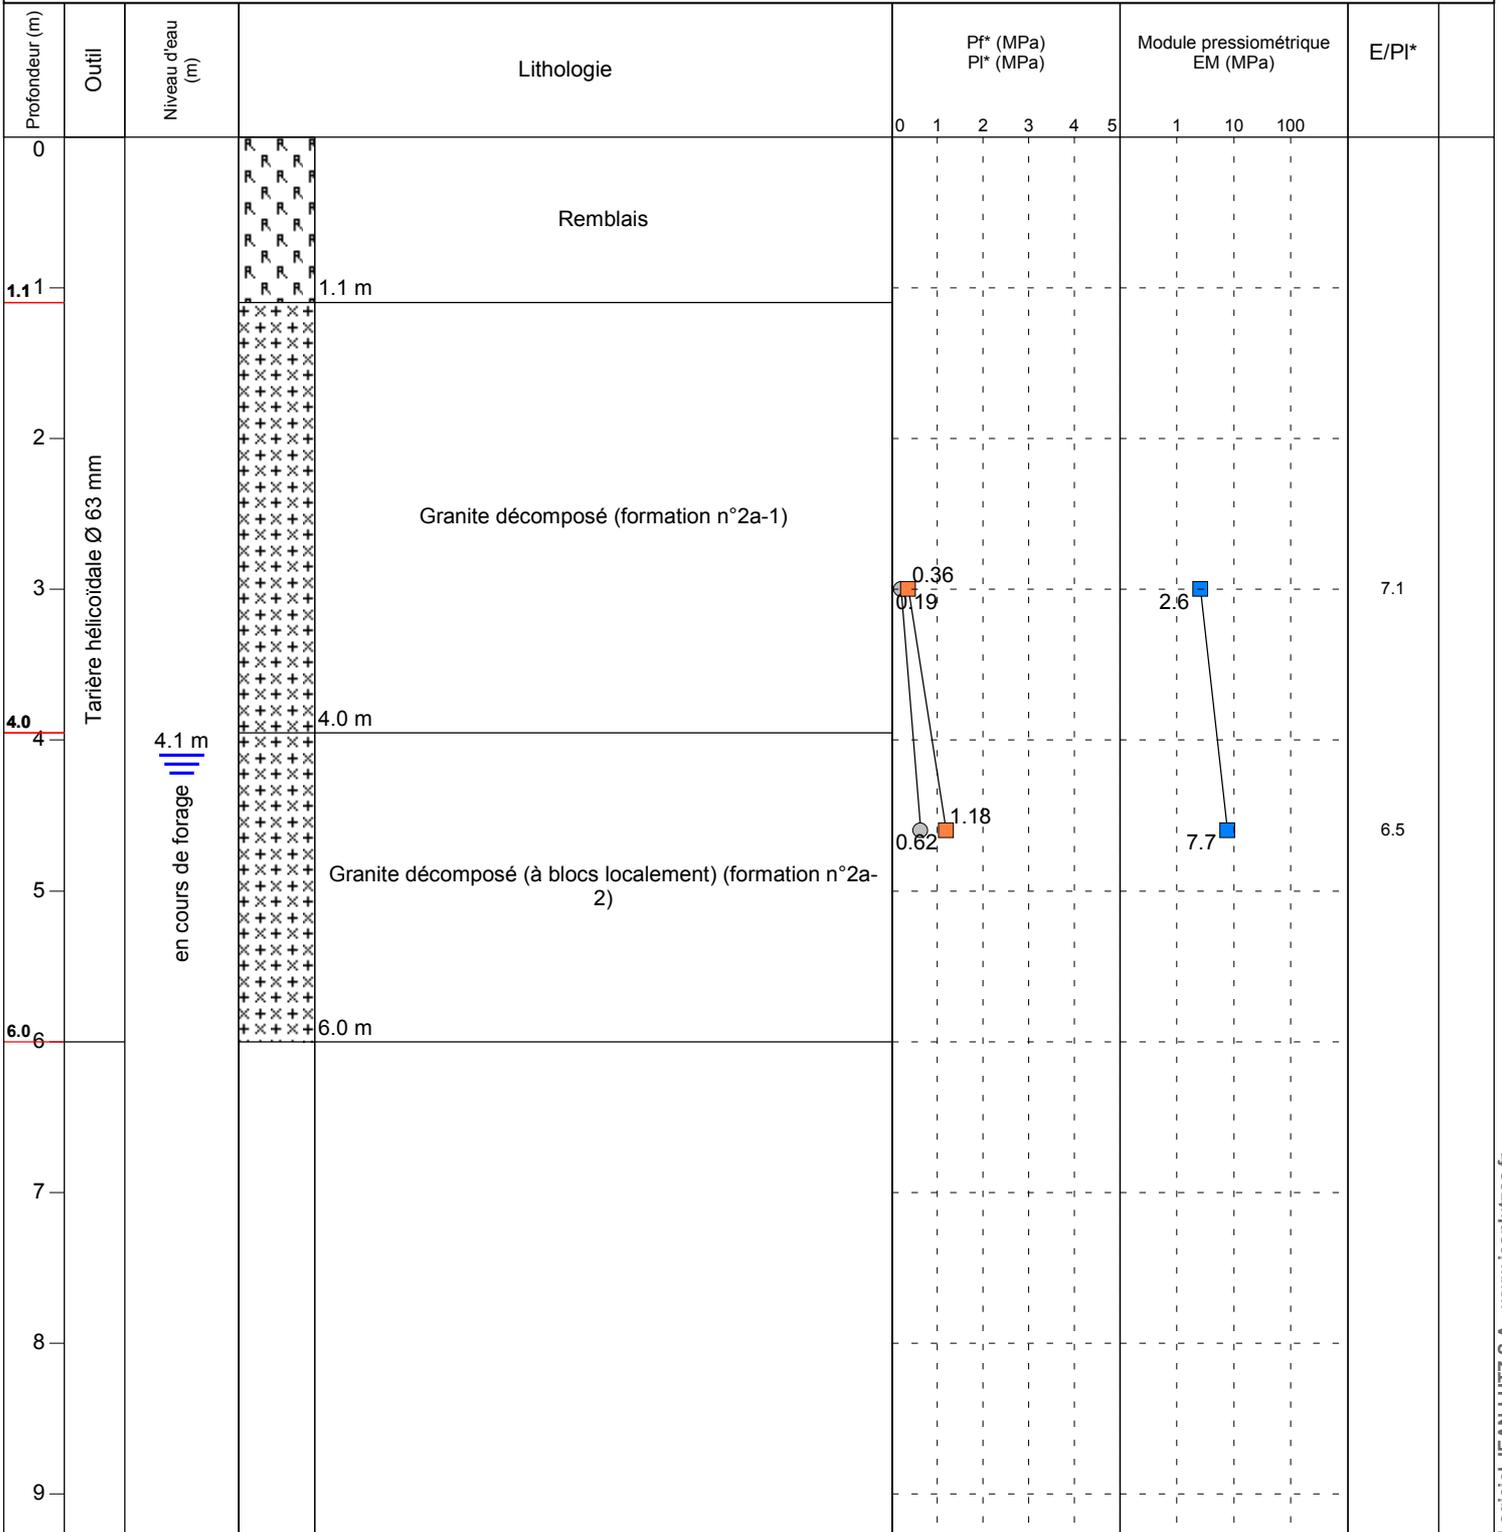 Profondeur (m)
Outil
Niveau d'eau
(m)
Lithologie
Pf* (MPa)
Pl* (MPa)
0 1 2 3 4 5
Module pressiométrique
EM (MPa)
1 10 100
E/Pl*
0
Remblais
1.1 1
1.1 m
2
Tarière hélicoïdale Ø 63 mm
Granite décomposé (formation n°2a-1)
3
0.36
0.19
2.6
7.1
4.0
4.0 m
4
4.1 m
en cours de forage
1.18
0.62
7.7
6.5
Granite décomposé (à blocs localement) (formation n°2a-
2)
5
6.0 6
6.0 m
7
8
9